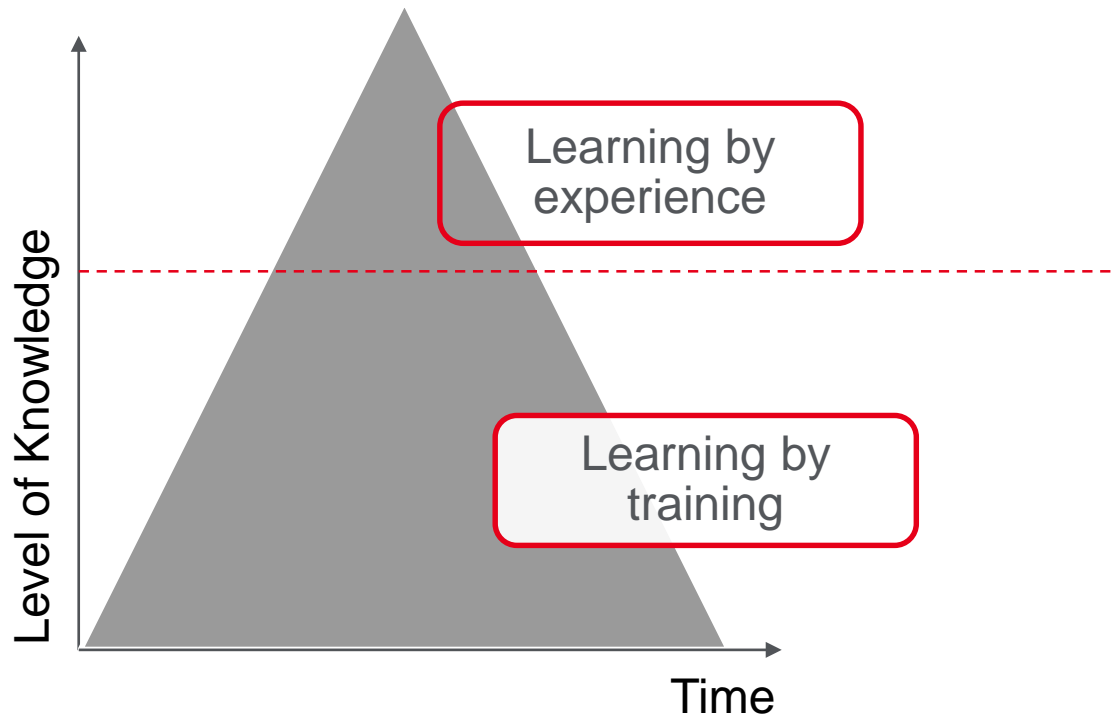 Learning by
experience
Level of Knowledge
Learning by
training
Time